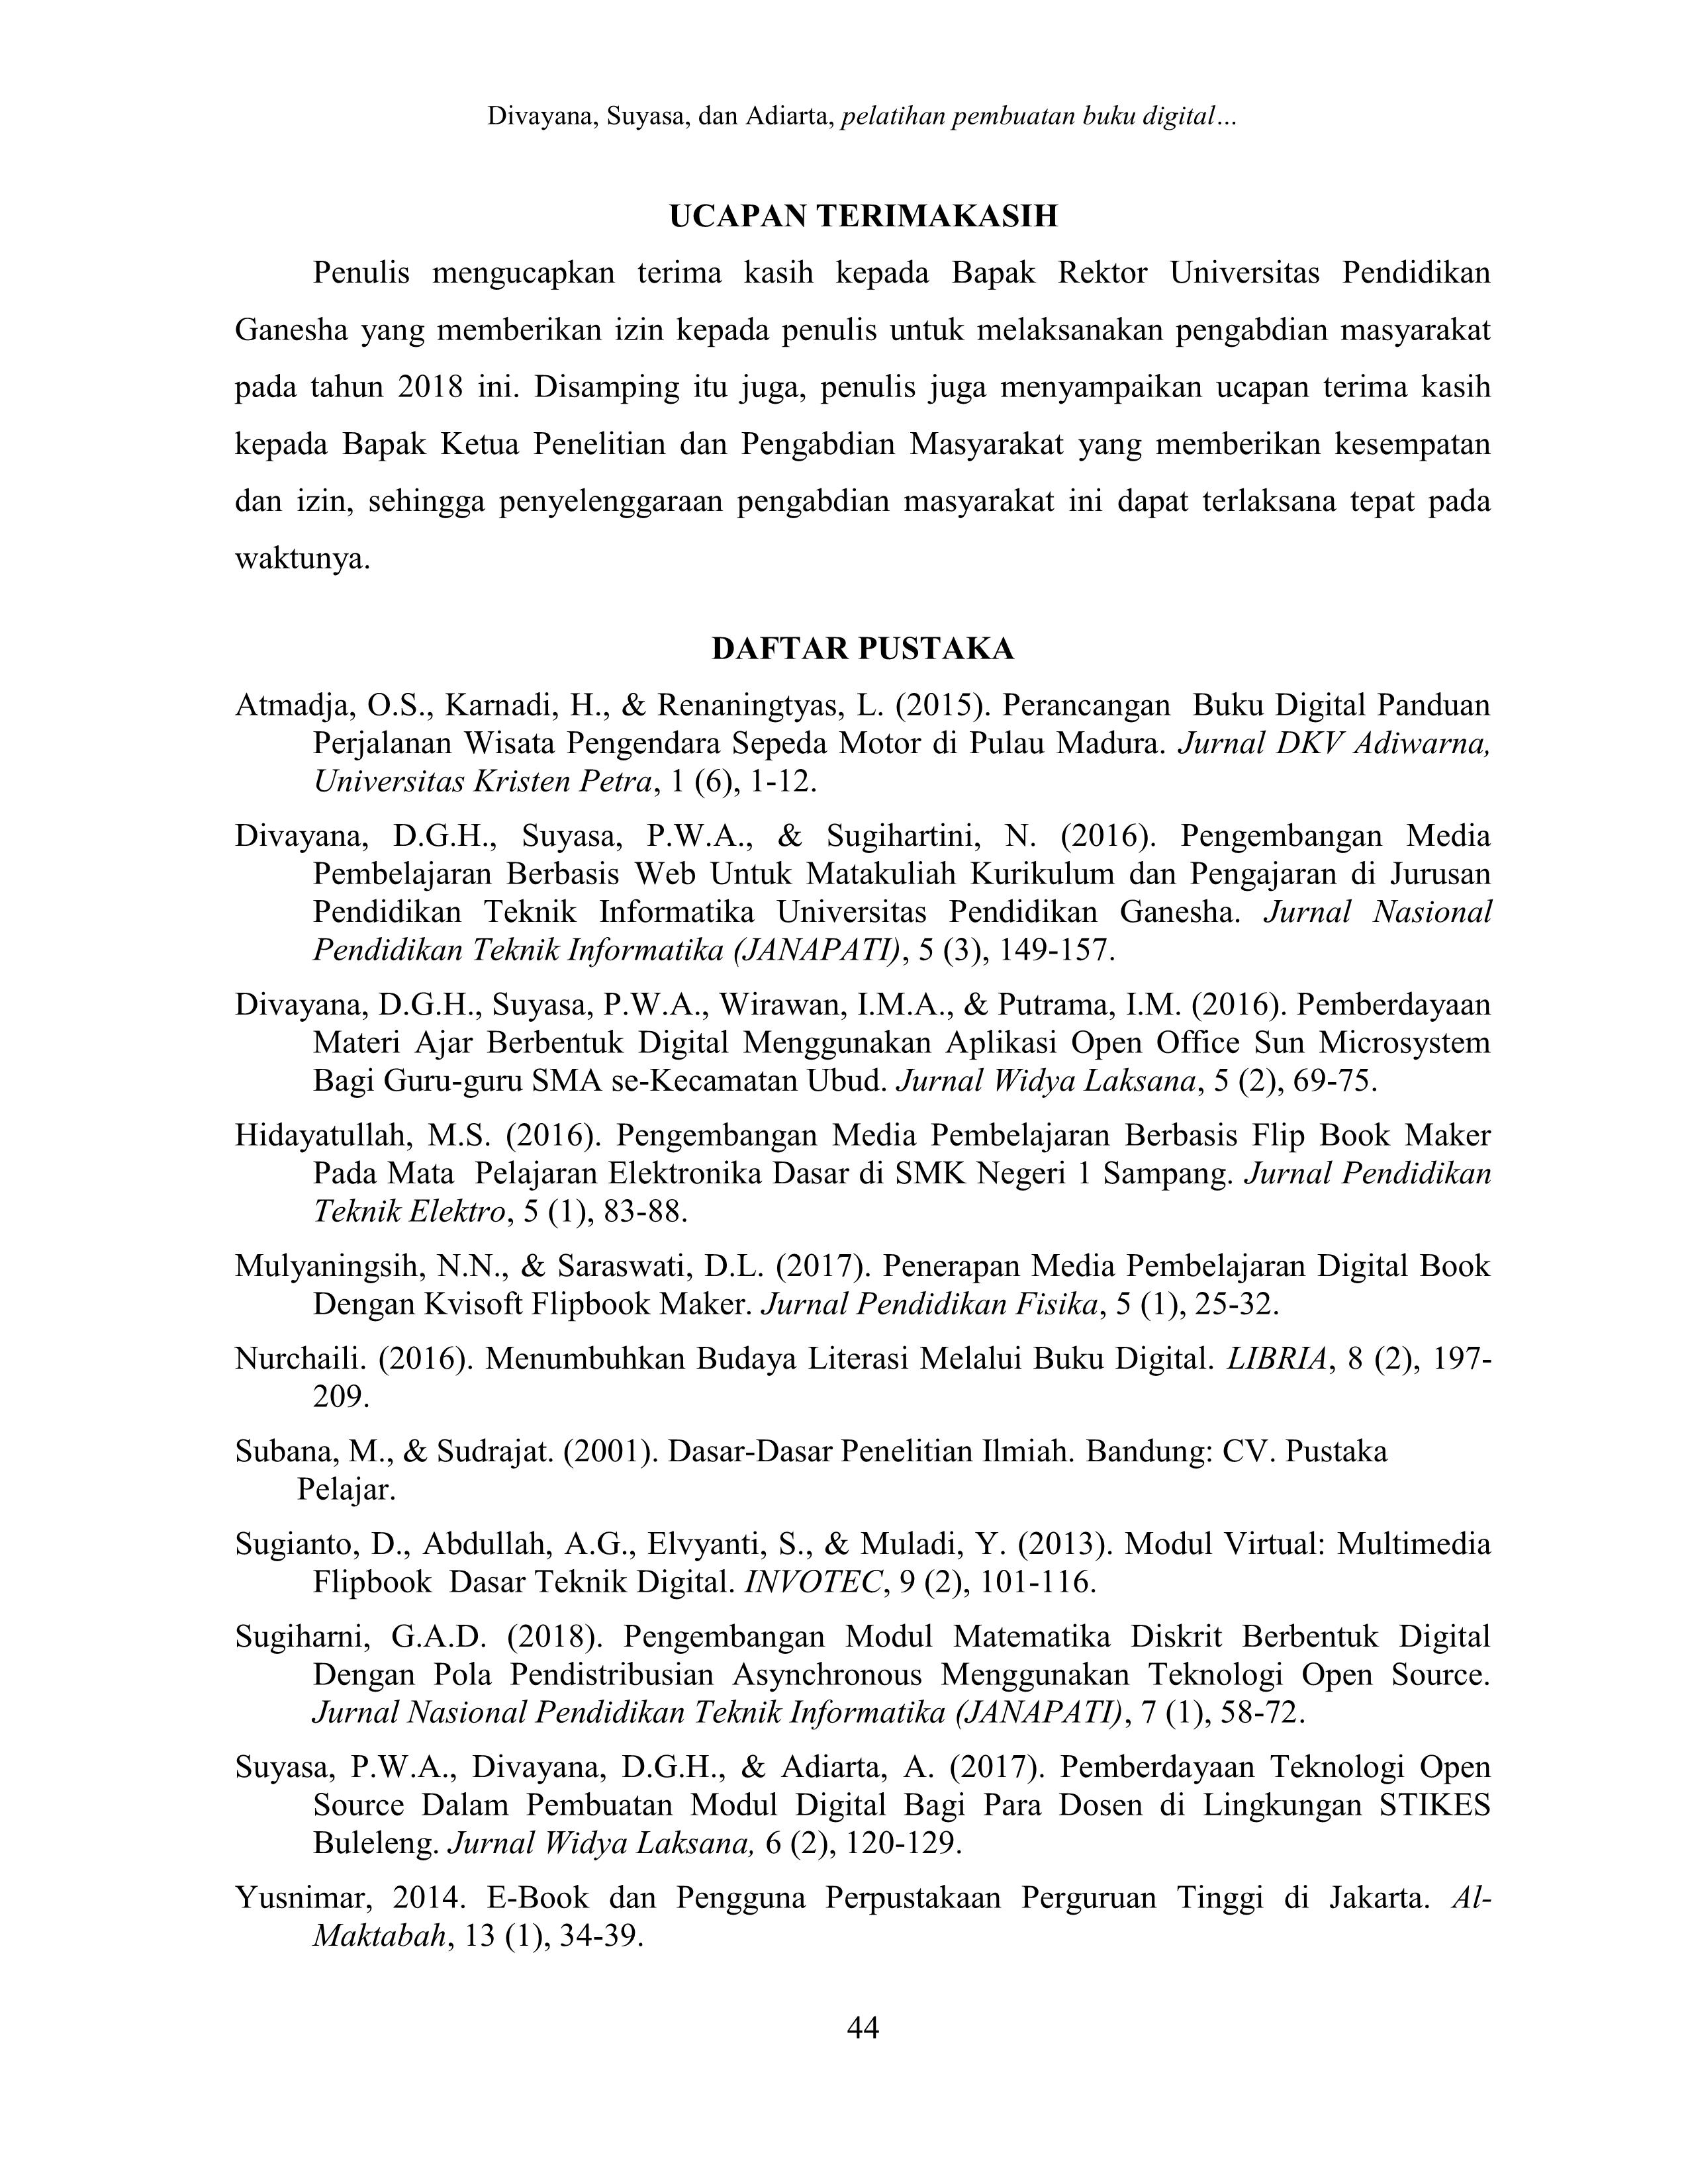 Divayana, Suyasa, dan Adiarta, pelatihan pembuatan buku digital…
UCAPAN TERIMAKASIH
Penulis mengucapkan terima kasih kepada Bapak Rektor Universitas Pendidikan
Ganesha yang memberikan izin kepada penulis untuk melaksanakan pengabdian masyarakat
pada tahun 2018 ini. Disamping itu juga, penulis juga menyampaikan ucapan terima kasih
kepada Bapak Ketua Penelitian dan Pengabdian Masyarakat yang memberikan kesempatan
dan izin, sehingga penyelenggaraan pengabdian masyarakat ini dapat terlaksana tepat pada
waktunya.
DAFTAR PUSTAKA
Atmadja, O.S., Karnadi, H., & Renaningtyas, L. (2015). Perancangan Buku Digital Panduan
Perjalanan Wisata Pengendara Sepeda Motor di Pulau Madura. Jurnal DKV Adiwarna,
Universitas Kristen Petra, 1 (6), 1-12.
Divayana, D.G.H., Suyasa, P.W.A., & Sugihartini, N. (2016). Pengembangan Media
Pembelajaran Berbasis Web Untuk Matakuliah Kurikulum dan Pengajaran di Jurusan
Pendidikan Teknik Informatika Universitas Pendidikan Ganesha. Jurnal Nasional
Pendidikan Teknik Informatika (JANAPATI), 5 (3), 149-157.
Divayana, D.G.H., Suyasa, P.W.A., Wirawan, I.M.A., & Putrama, I.M. (2016). Pemberdayaan
Materi Ajar Berbentuk Digital Menggunakan Aplikasi Open Office Sun Microsystem
Bagi Guru-guru SMA se-Kecamatan Ubud. Jurnal Widya Laksana, 5 (2), 69-75.
Hidayatullah, M.S. (2016). Pengembangan Media Pembelajaran Berbasis Flip Book Maker
Pada Mata Pelajaran Elektronika Dasar di SMK Negeri 1 Sampang. Jurnal Pendidikan
Teknik Elektro, 5 (1), 83-88.
Mulyaningsih, N.N., & Saraswati, D.L. (2017). Penerapan Media Pembelajaran Digital Book
Dengan Kvisoft Flipbook Maker. Jurnal Pendidikan Fisika, 5 (1), 25-32.
Nurchaili. (2016). Menumbuhkan Budaya Literasi Melalui Buku Digital. LIBRIA, 8 (2), 197-
209.
Subana, M., & Sudrajat. (2001). Dasar-Dasar Penelitian Ilmiah. Bandung: CV. Pustaka
Pelajar.
Sugianto, D., Abdullah, A.G., Elvyanti, S., & Muladi, Y. (2013). Modul Virtual: Multimedia
Flipbook Dasar Teknik Digital. INVOTEC, 9 (2), 101-116.
Sugiharni, G.A.D. (2018). Pengembangan Modul Matematika Diskrit Berbentuk Digital
Dengan Pola Pendistribusian Asynchronous Menggunakan Teknologi Open Source.
Jurnal Nasional Pendidikan Teknik Informatika (JANAPATI), 7 (1), 58-72.
Suyasa, P.W.A., Divayana, D.G.H., & Adiarta, A. (2017). Pemberdayaan Teknologi Open
Source Dalam Pembuatan Modul Digital Bagi Para Dosen di Lingkungan STIKES
Buleleng. Jurnal Widya Laksana, 6 (2), 120-129.
Yusnimar, 2014. E-Book dan Pengguna Perpustakaan Perguruan Tinggi di Jakarta. Al-
Maktabah, 13 (1), 34-39.
44